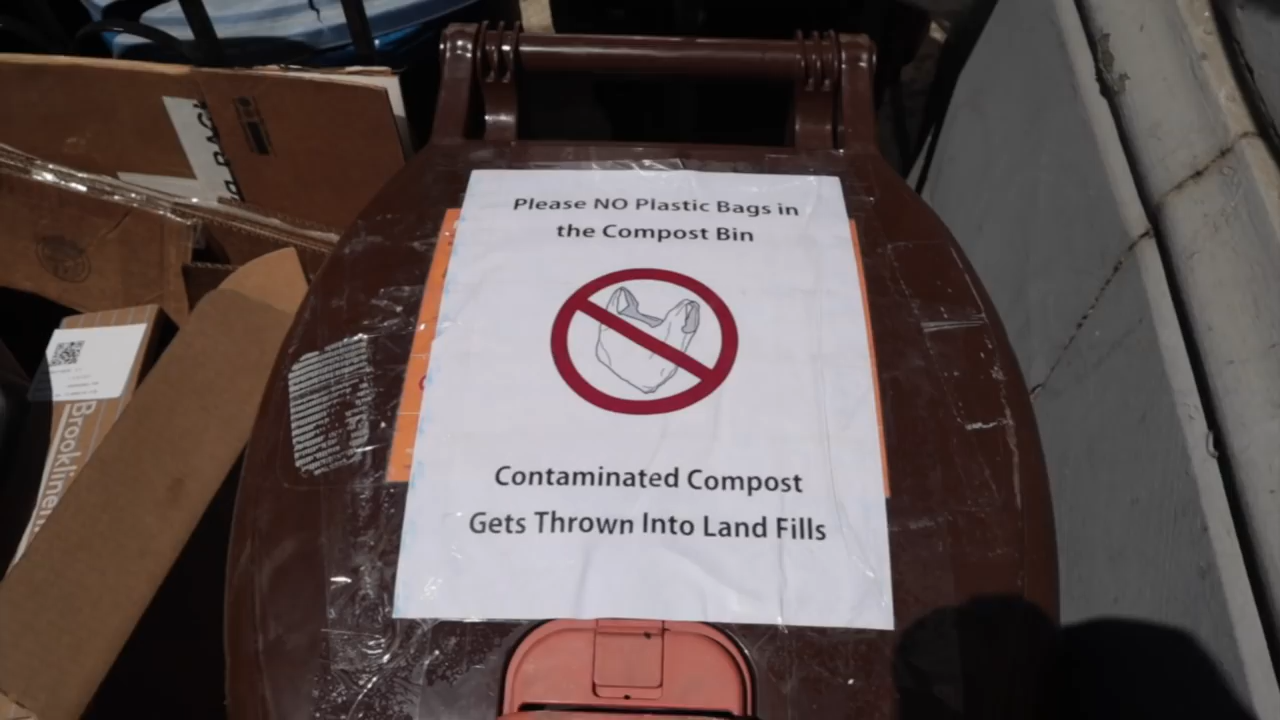 Please NO Plastic Bags in
the Compost Bin
Contaminated Compost
Gets Thrown Into Land Fills